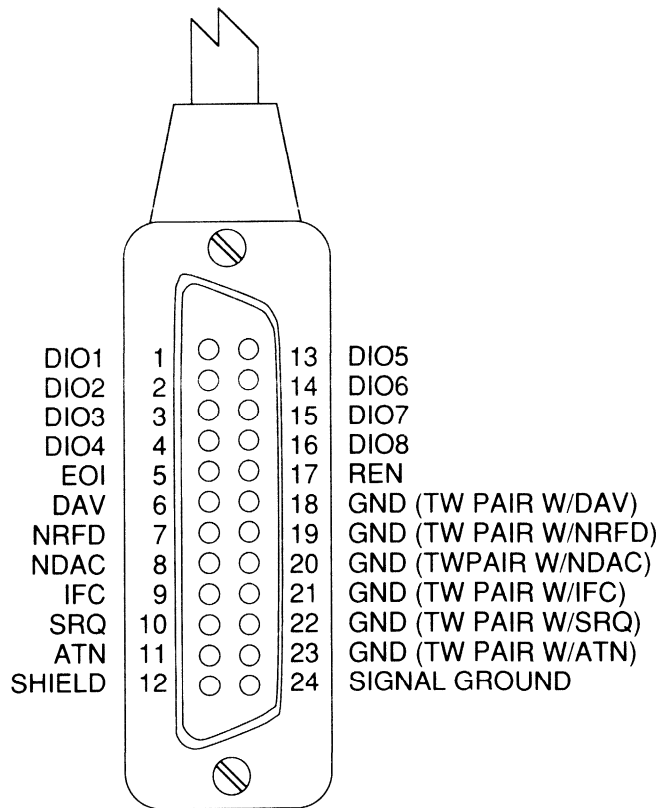 DIO1 1 13 DIO5
DIO2 2 14 DIO6
DIO3 3 15 DIO7
DIO4 4 16 DIO8
EOI 5 17 REN
DAV 6 18 GND (TW PAIR W/DAV)
NRFD 7 19 GND (TW PAIR W/NRFD)
NDAC 8 20 GND (TWPAIR W/NDAC)
IFC 9 21 GND (TW PAIR W/IFC)
SRQ 10 22 GND (TW PAIR W/SRQ)
ATN 11 23 GND (TW PAIR W/ATN)
SHIELD 12 24 SIGNAL GROUND